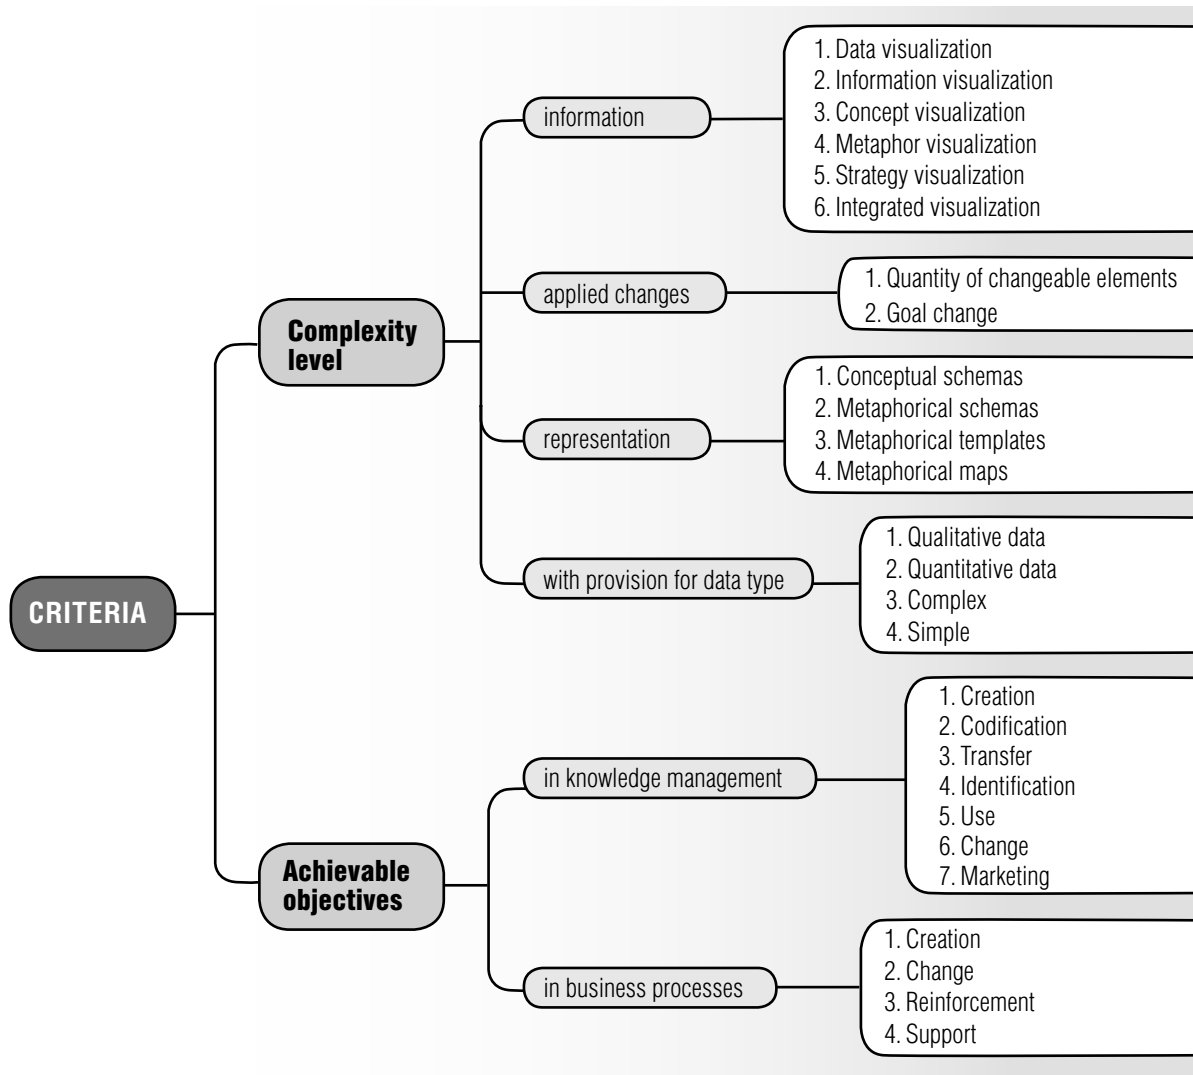 CRITERIA
Complexity
level
information
1. Data visualization
2. Information visualization
3. Concept visualization
4. Metaphor visualization
5. Strategy visualization
6. Integrated visualization
applied changes
1. Quantity of changeable elements
2. Goal change
representation
1. Conceptual schemas
2. Metaphorical schemas
3. Metaphorical templates
4. Metaphorical maps
with provision for data type
1. Qualitative data
2. Quantitative data
3. Complex
4. Simple
Achievable
objectives
in knowledge management
1. Creation
2. Codification
3. Transfer
4. Identification
5. Use
6. Change
7. Marketing
in business processes
1. Creation
2. Change
3. Reinforcement
4. Support